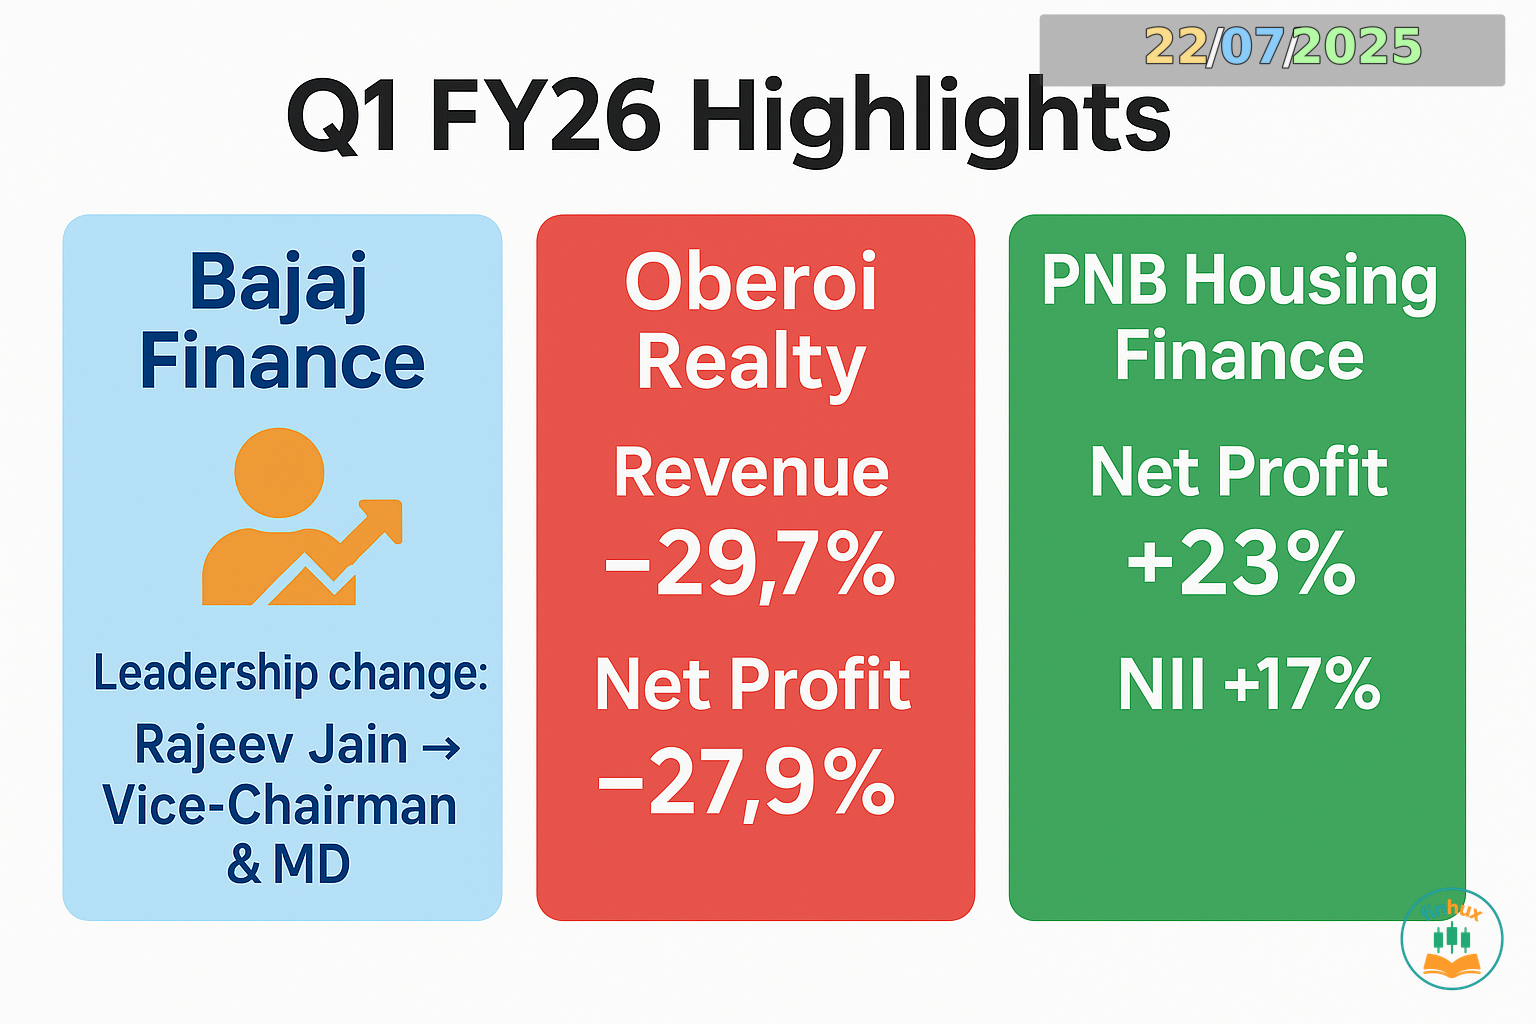 22/07/2025
Q1 FY26 Highlights
Bajaj
Finance
Leadership change:
Rajeev Jain →
Vice-Chairman
& MD
Oberoi
Realty
Revenue
−29,7%
Net Profit
−27,9%
PNB Housing
Finance
Net Profit
+23%
NII +17%
finhux